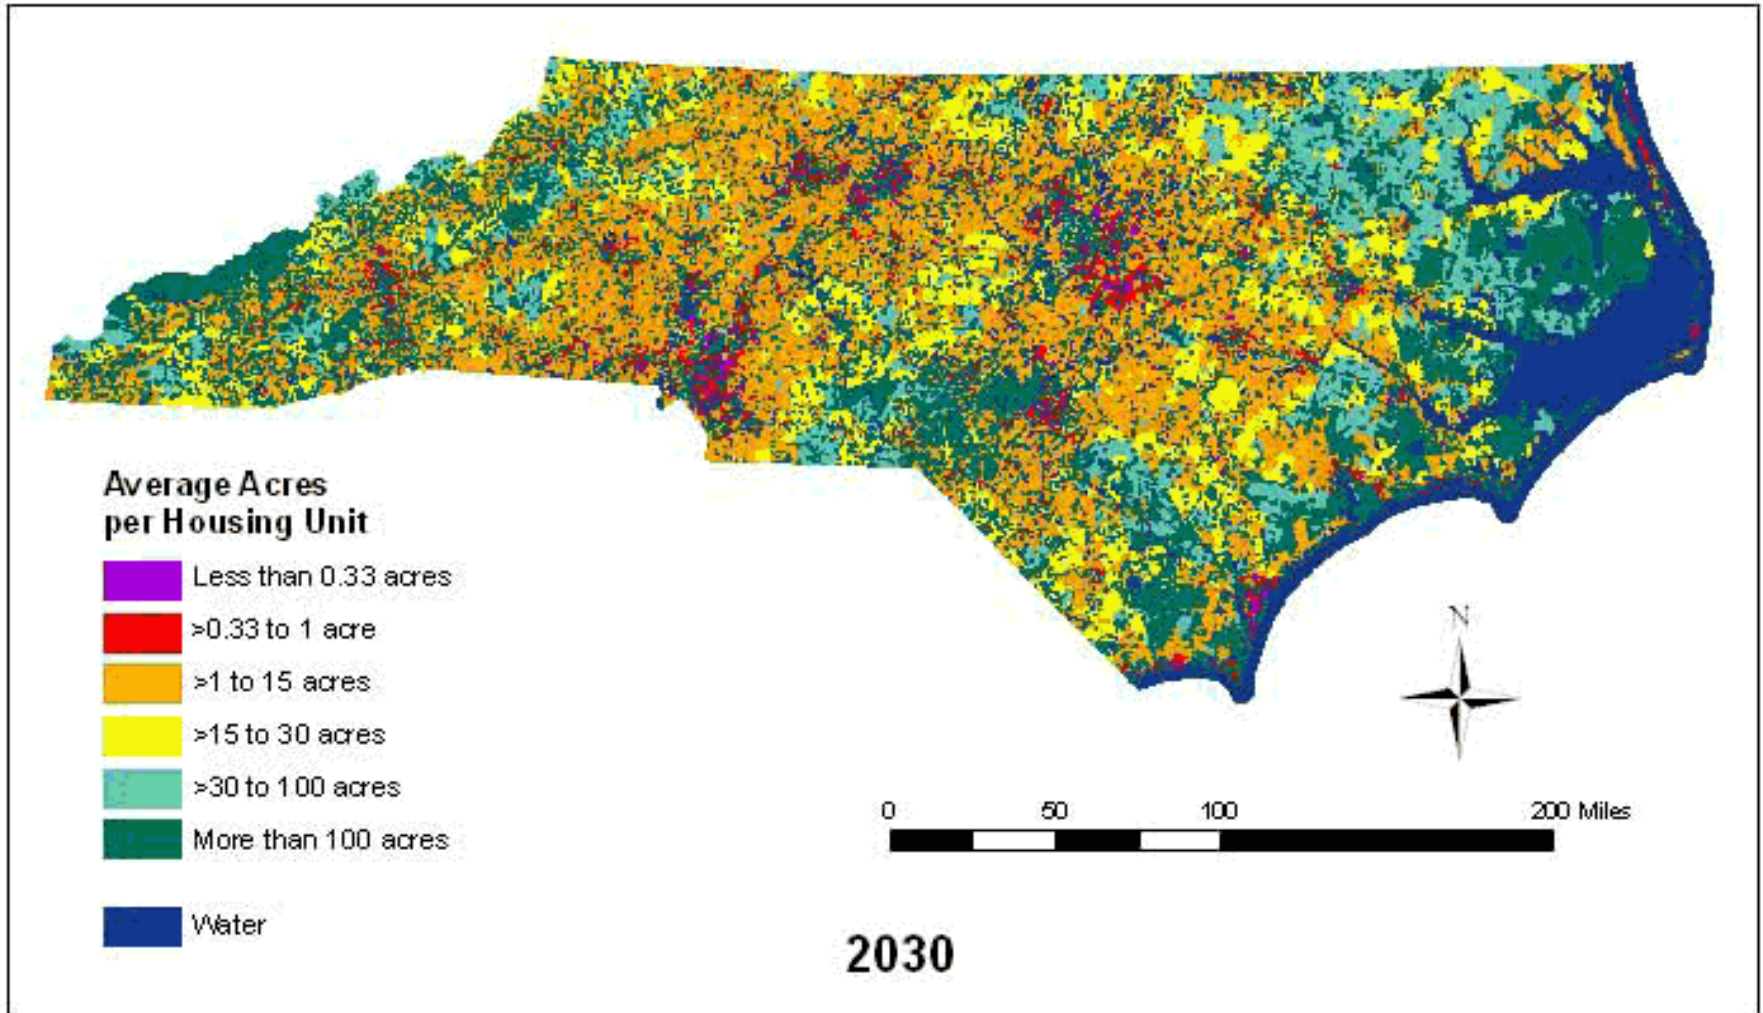 Average Acres
per Housing Unit
Less than 0.33 acres
>0.33 to 1 acre
>1 to 15 acres
>15 to 30 acres
>30 to 100 acres
More than 100 acres
Water
N
0 50 100 200 Miles
2030